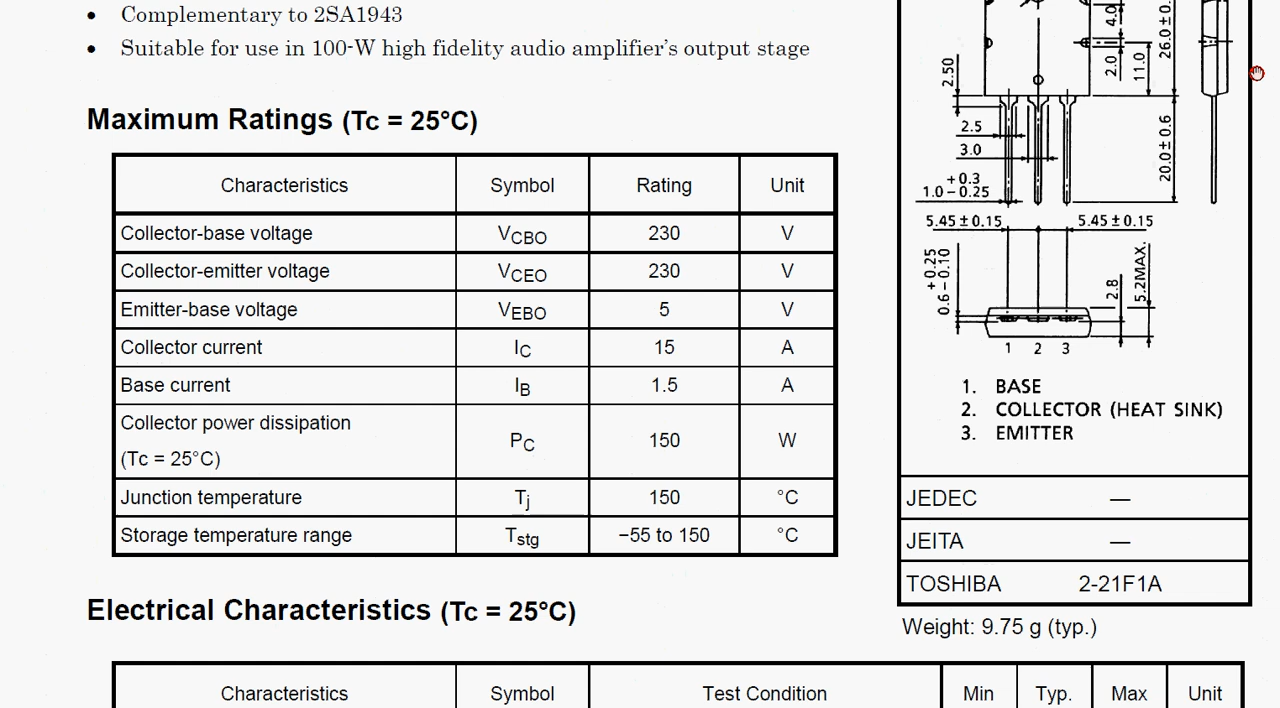 • Complementary to 2SA1943
• Suitable for use in 100-W high fidelity audio amplifier's output stage
Maximum Ratings (Tc = 25°C)
Characteristics Symbol Rating Unit
Collector-base voltage VCBO 230 V
Collector-emitter voltage VCEO 230 V
Emitter-base voltage VEBO 5 V
Collector current IC 15 A
Base current IB 1.5 A
Collector power dissipation
(Tc = 25°C) PC 150 W
Junction temperature Tj 150 °C
Storage temperature range Tstg −55 to 150 °C
Electrical Characteristics (Tc = 25°C)
Characteristics Symbol Test Condition Min Typ. Max Unit
4.0
26.0±0.
2.0
11.0
2.50
2.5
3.0
20.0±0.6
+0.3
1.0−0.25
5.45±0.15 5.45±0.15
+0.25
0.6−0.10
2.8
5.2MAX.
1 2 3
1. BASE
2. COLLECTOR (HEAT SINK)
3. EMITTER
JEDEC —
JEITA —
TOSHIBA 2-21F1A
Weight: 9.75 g (typ.)